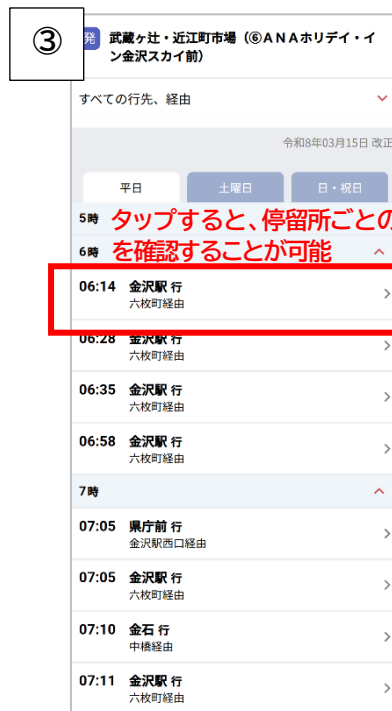 ③
発 武蔵ヶ辻・近江町市場（⑥ＡＮＡホリデイ・イ
ン金沢スカイ前）
すべての行先、経由
令和8年03月15日 改正
平日 土曜日 日・祝日
5時
タップすると、停留所ごとの
6時
を確認することが可能
06:14 金沢駅 行
六枚町経由
06:28 金沢駅 行
六枚町経由
06:35 金沢駅 行
六枚町経由
06:58 金沢駅 行
六枚町経由
7時
07:05 県庁前 行
金沢駅西口経由
07:05 金沢駅 行
六枚町経由
07:10 金石 行
中橋経由
07:11 金沢駅 行
六枚町経由